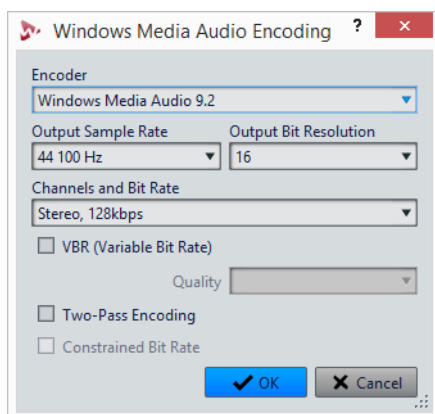 Windows Media Audio Encoding ? ×
Encoder
Windows Media Audio 9.2
Output Sample Rate Output Bit Resolution
44 100 Hz 16
Channels and Bit Rate
Stereo, 128kbps
VBR (Variable Bit Rate)
Quality
Two-Pass Encoding
Constrained Bit Rate
OK Cancel